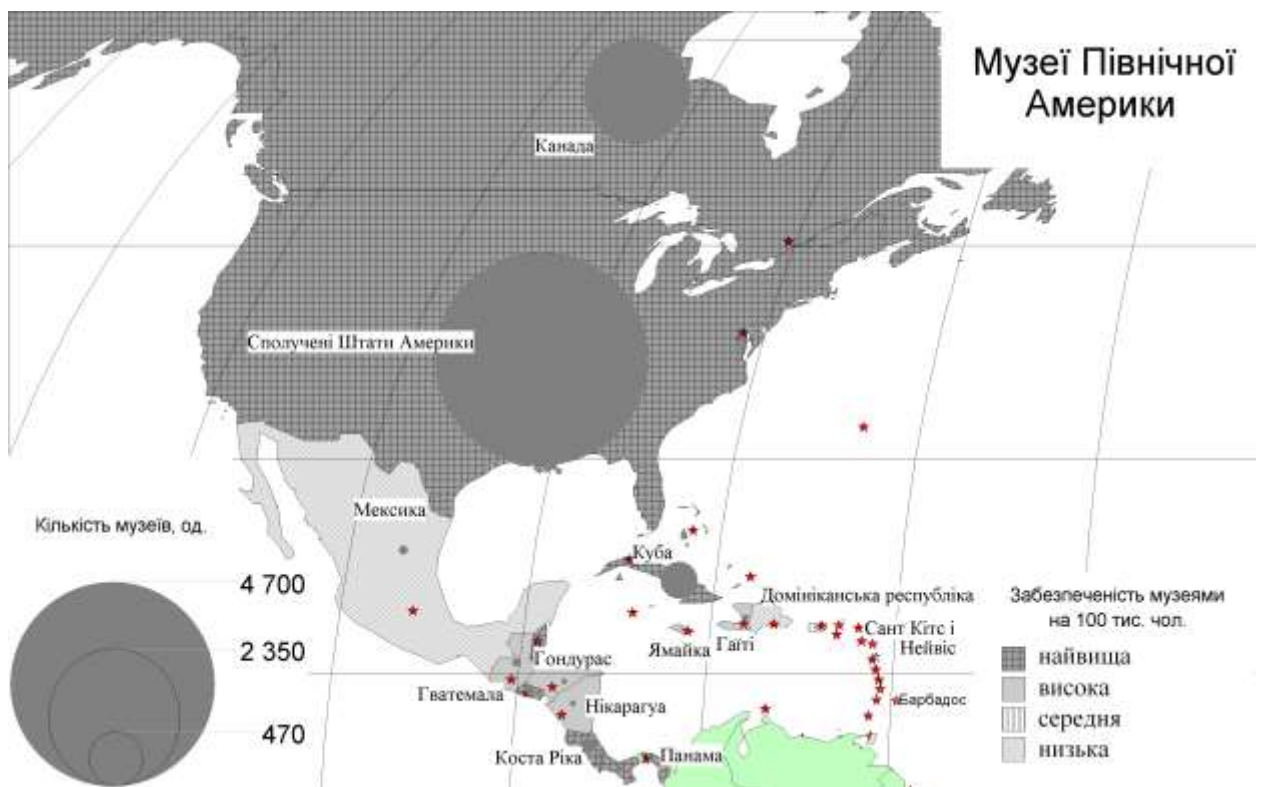 Музеї Північної
Америки
Канада
Сполучені Штати Америки
Мексика
Куба
Домініканська республіка
Сант Кітс і
Нейвіс
Ямайка
Гаїті
Гондурас
Гватемала
Нікарагуа
Барбадос
Коста Ріка
Панама
Кількість музеїв, од.
4 700
2 350
470
Забезпеченість музеями
на 100 тис. чол.
найвища
висока
середня
низька